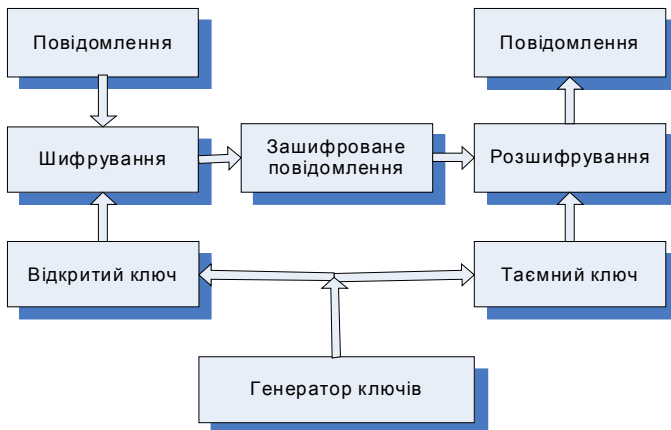 Повідомлення
Повідомлення
Шифрування
Зашифроване
повідомлення
Розшифрування
Відкритий ключ
Таємний ключ
Генератор ключів